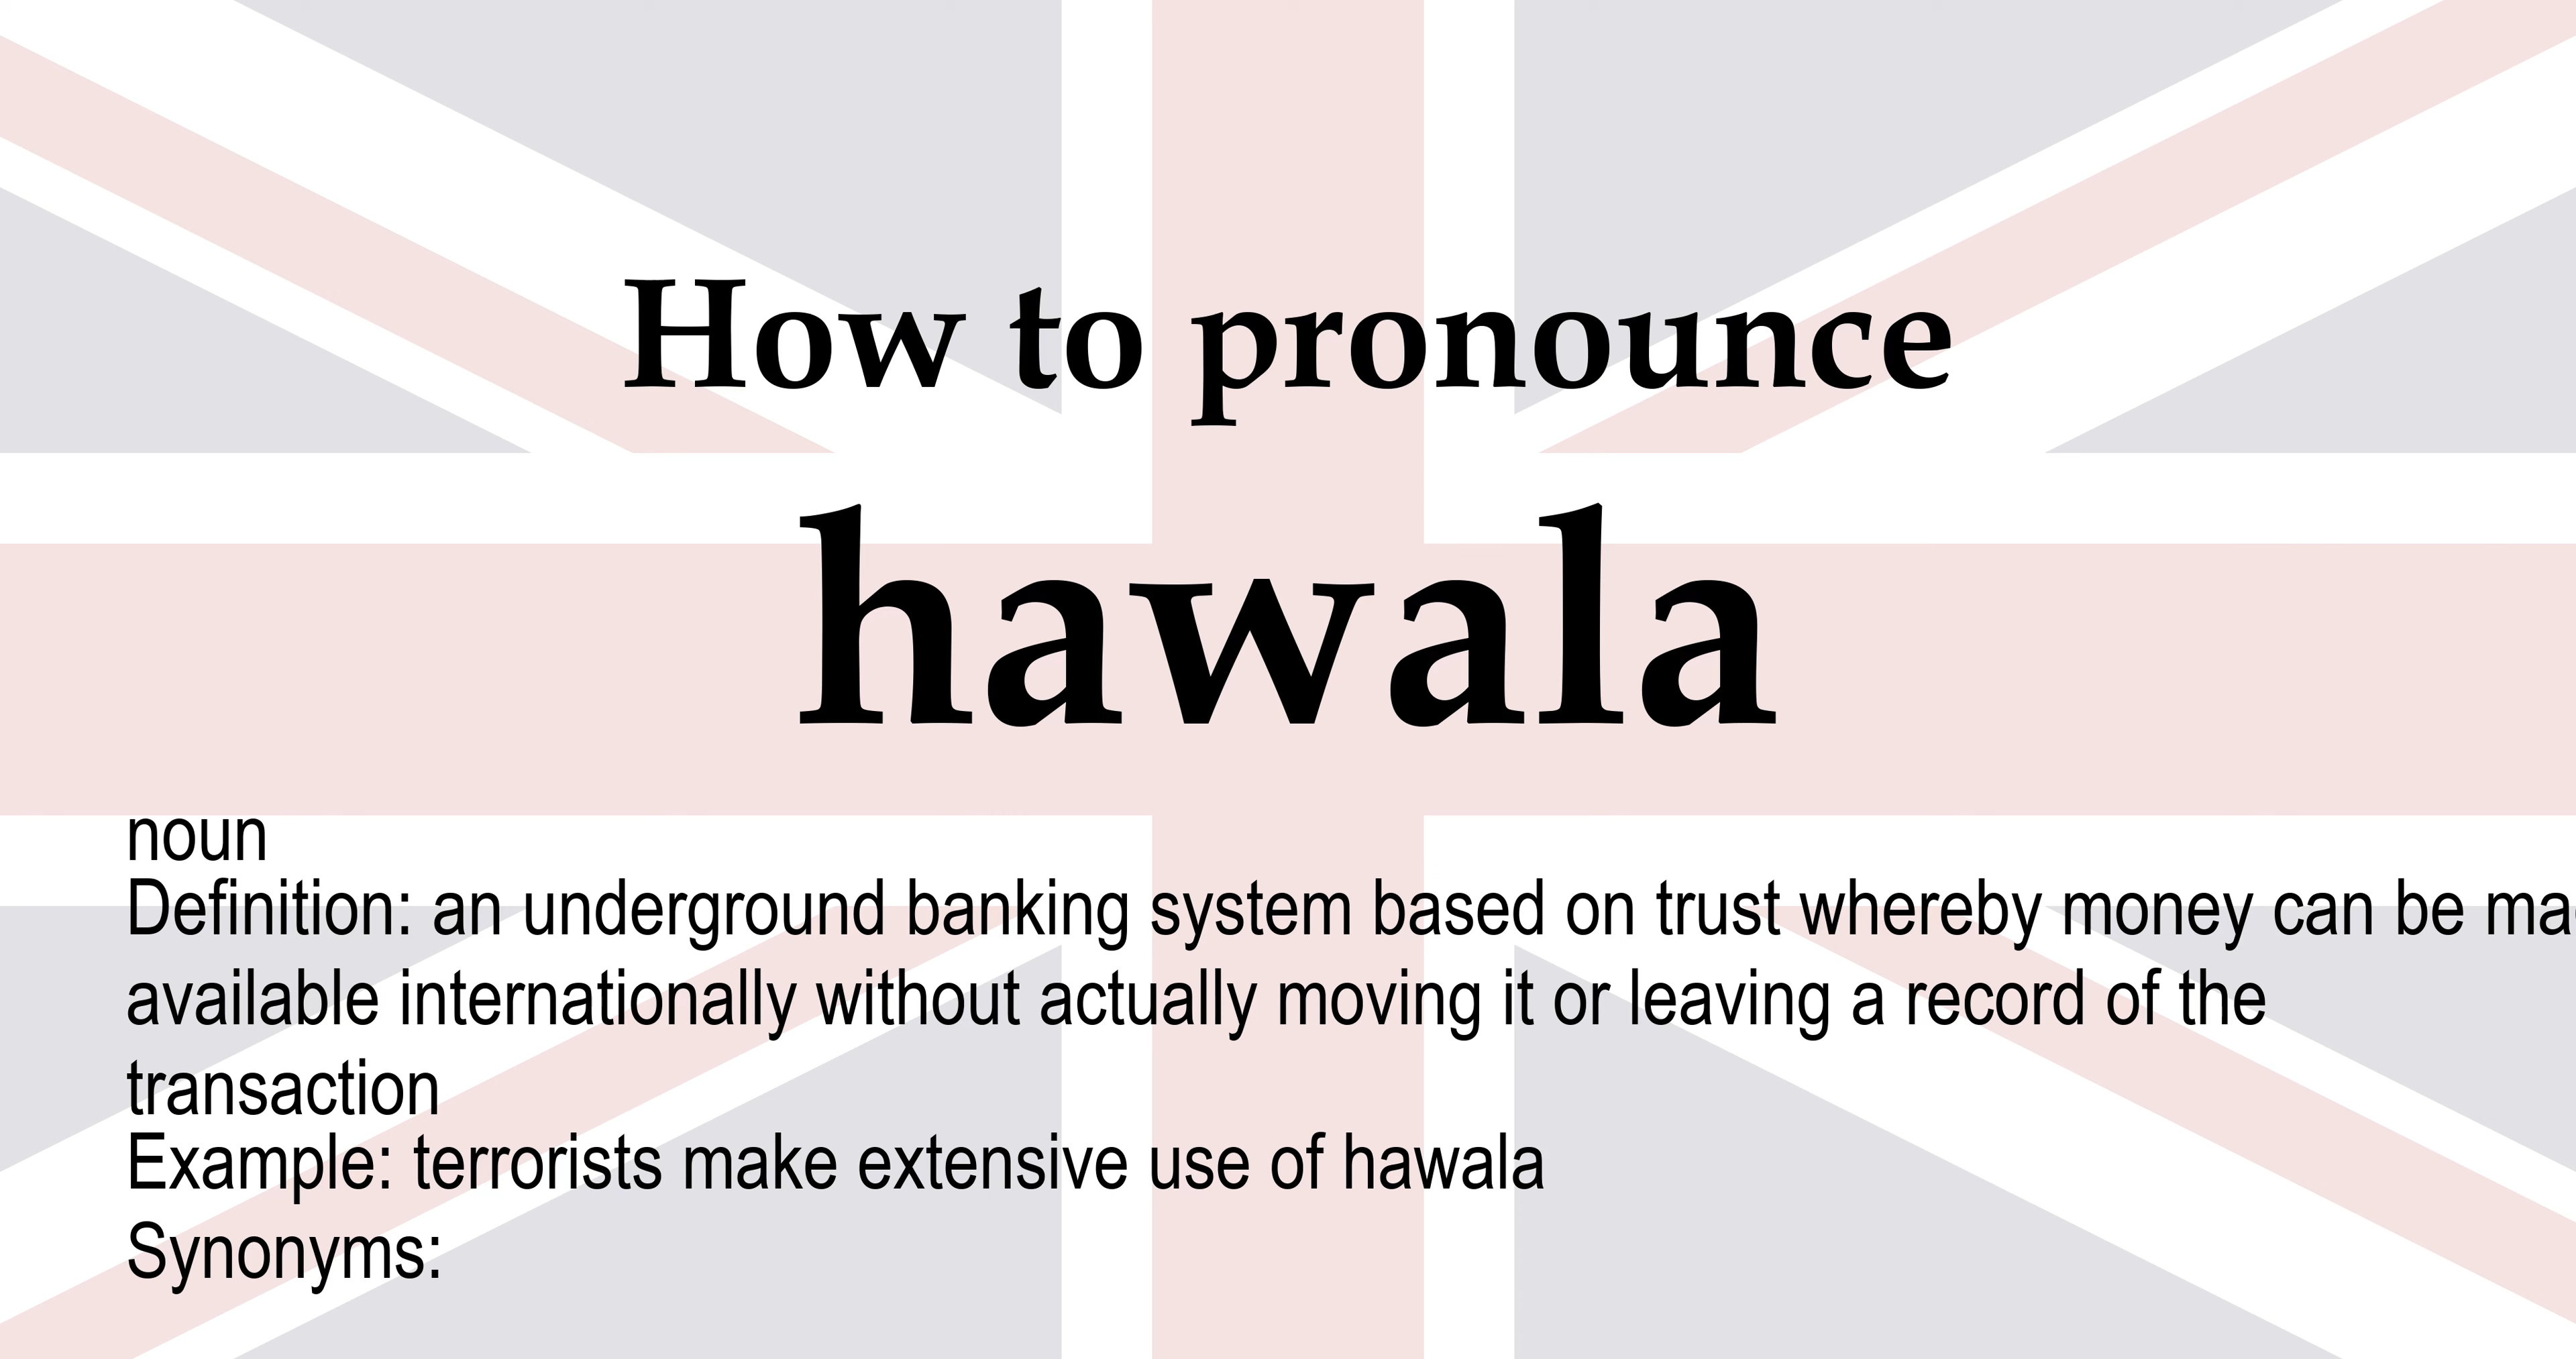 How to pronounce
hawala
noun
Definition: an underground banking system based on trust whereby money can be
available internationally without actually moving it or leaving a record of the
transaction
Example: terrorists make extensive use of hawala
Synonyms: